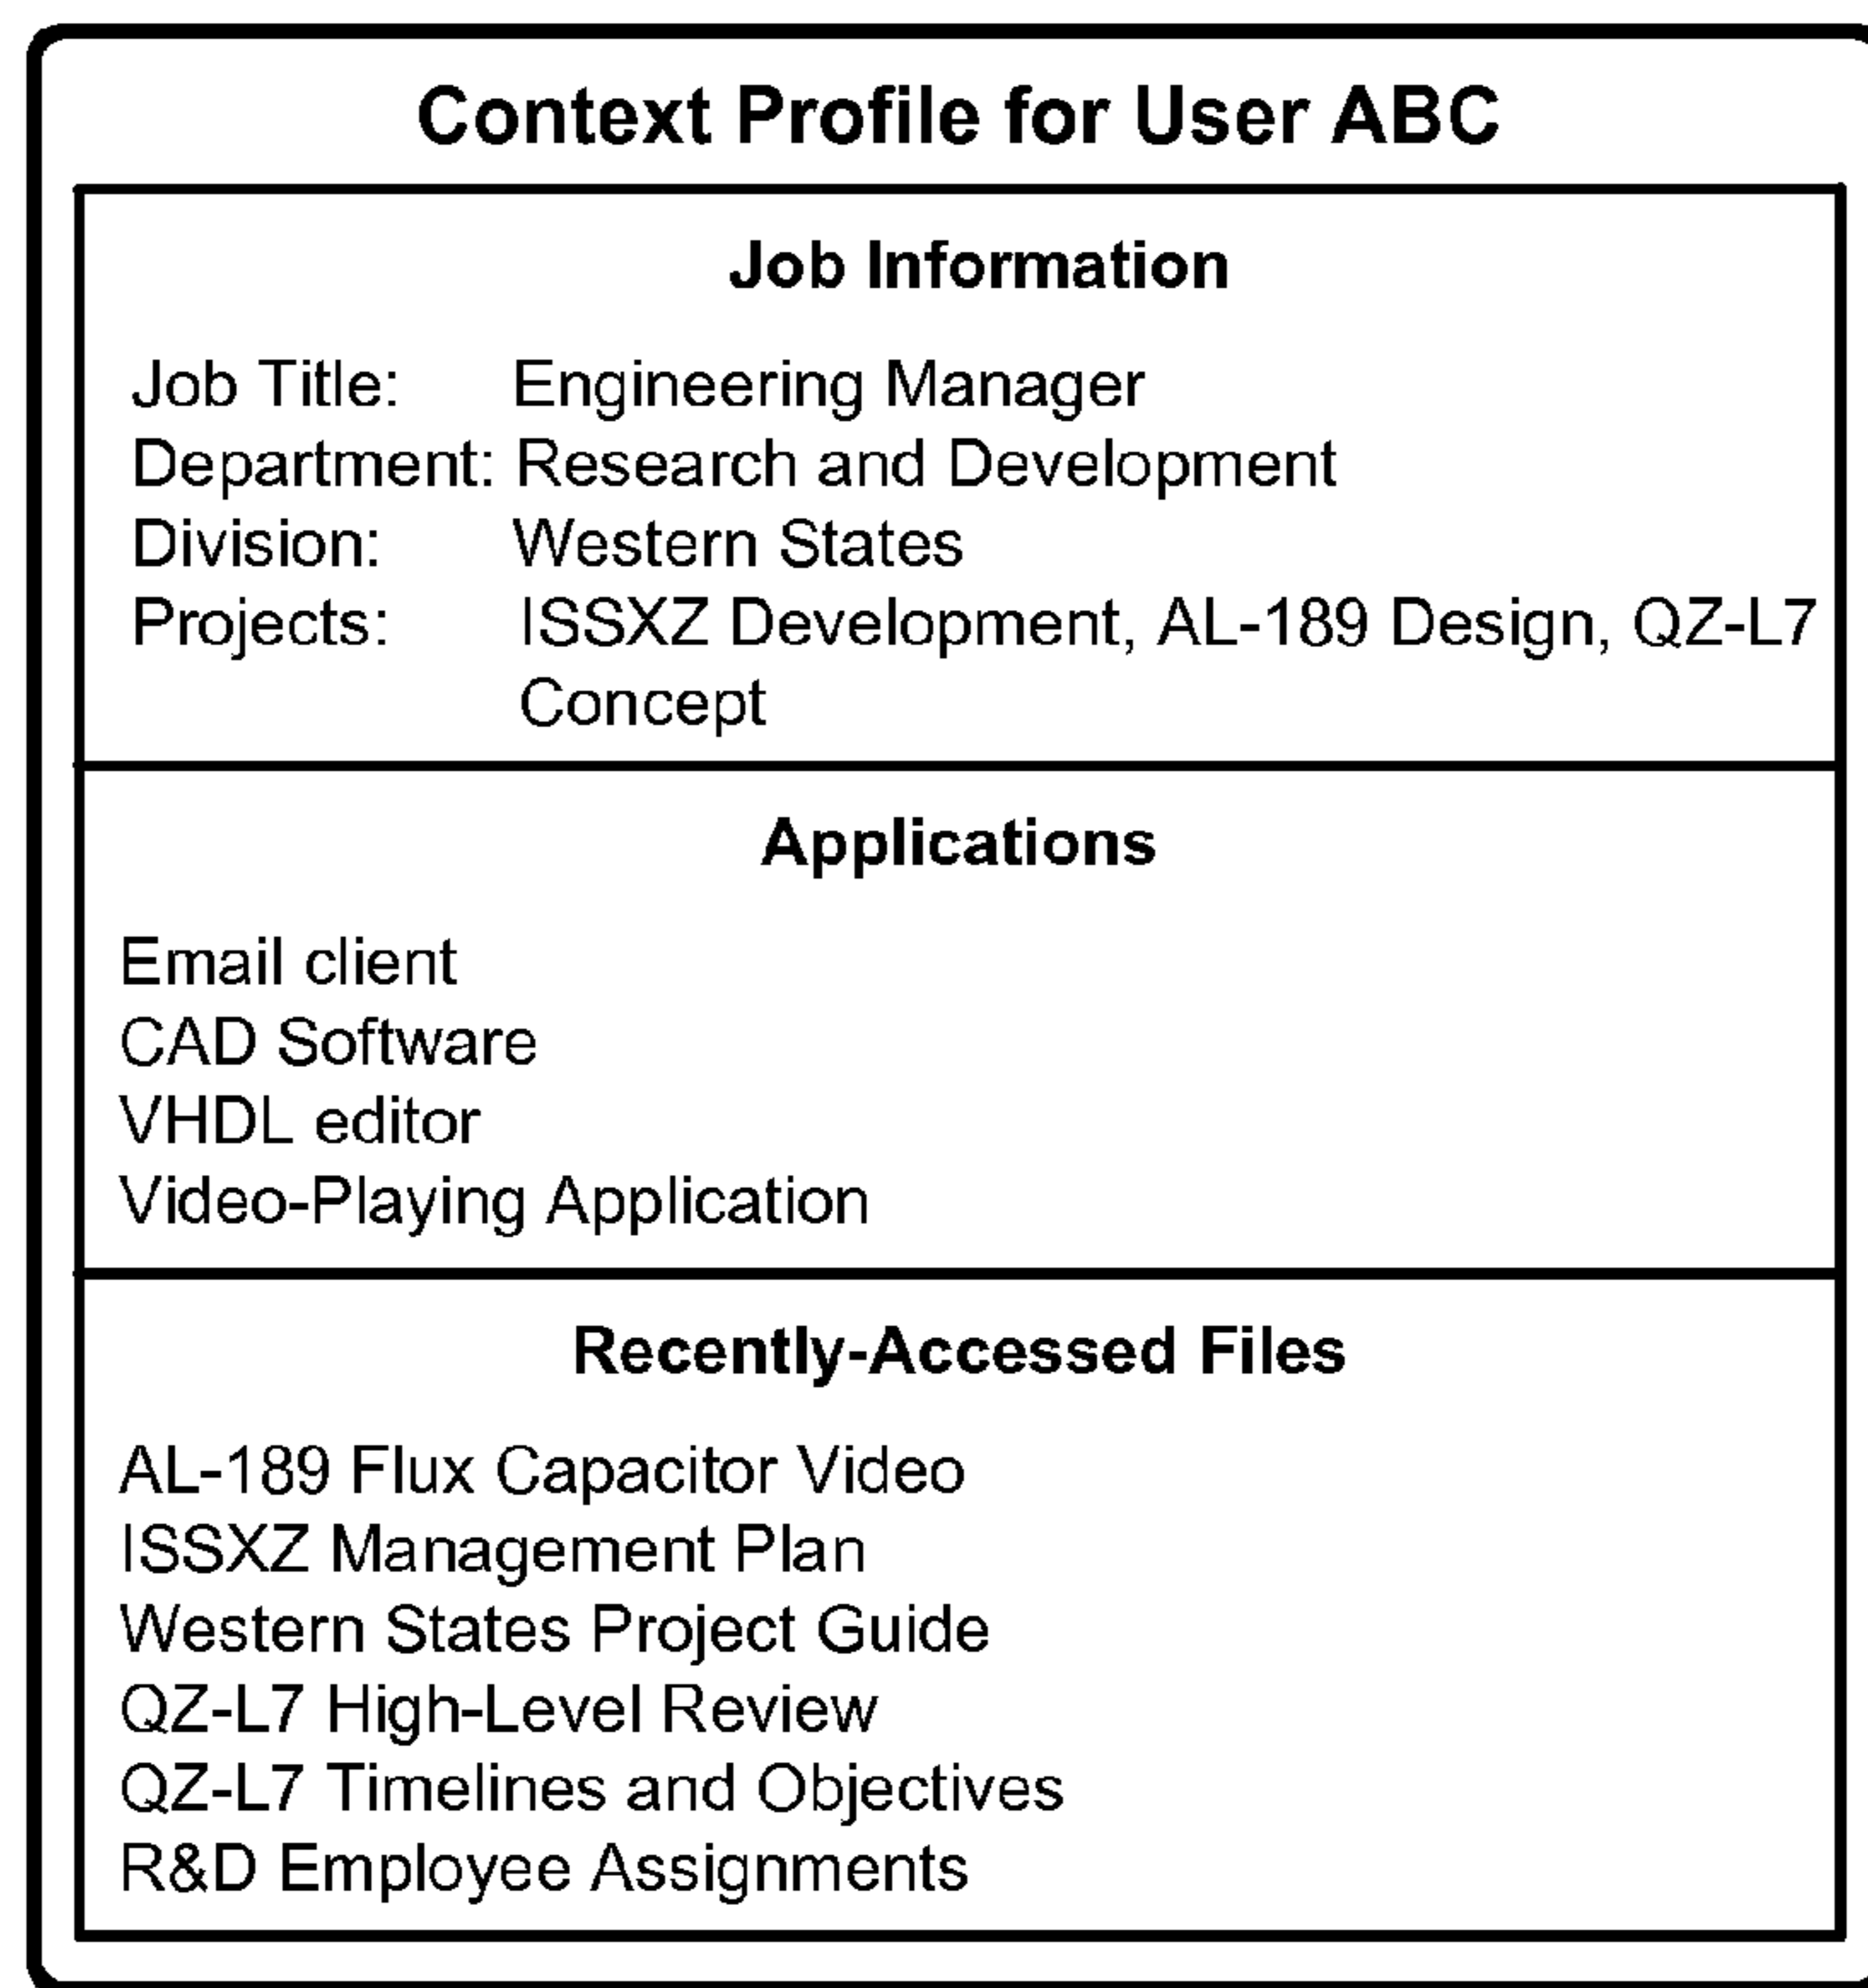 Context Profile for User ABC
Job Information
Job Title: Engineering Manager
Department: Research and Development
Division: Western States
Projects: ISSXZ Development, AL-189 Design, QZ-L7
Concept
Applications
Email client
CAD Software
VHDL editor
Video-Playing Application
Recently-Accessed Files
AL-189 Flux Capacitor Video
ISSXZ Management Plan
Western States Project Guide
QZ-L7 High-Level Review
QZ-L7 Timelines and Objectives
R&D Employee Assignments